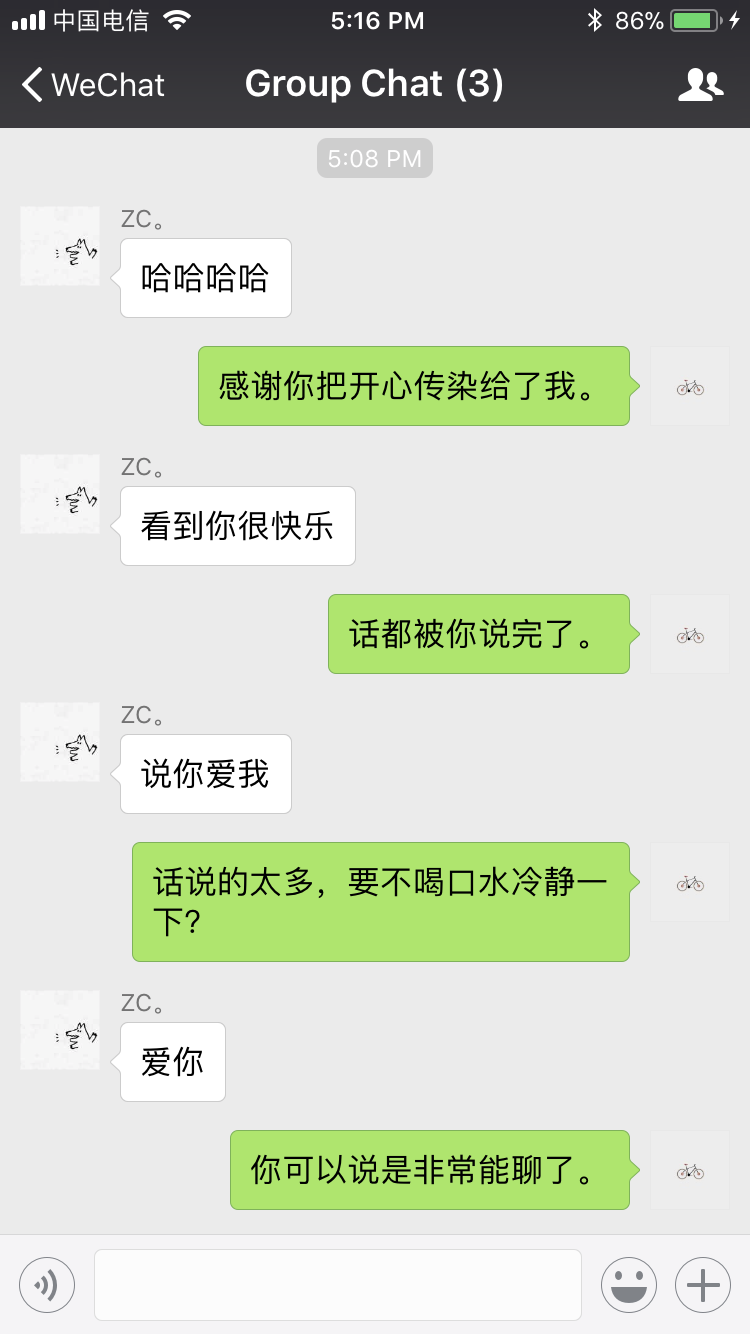 中国电信
5:16 PM
86%
WeChat
Group Chat (3)
5:08 PM
ZC。
哈哈哈哈
感谢你把开心传染给了我。
ZC。
看到你很快乐
话都被你说完了。
ZC。
说你爱我
话说的太多，要不喝口水冷静一
下?
ZC。
爱你
你可以说是非常能聊了。